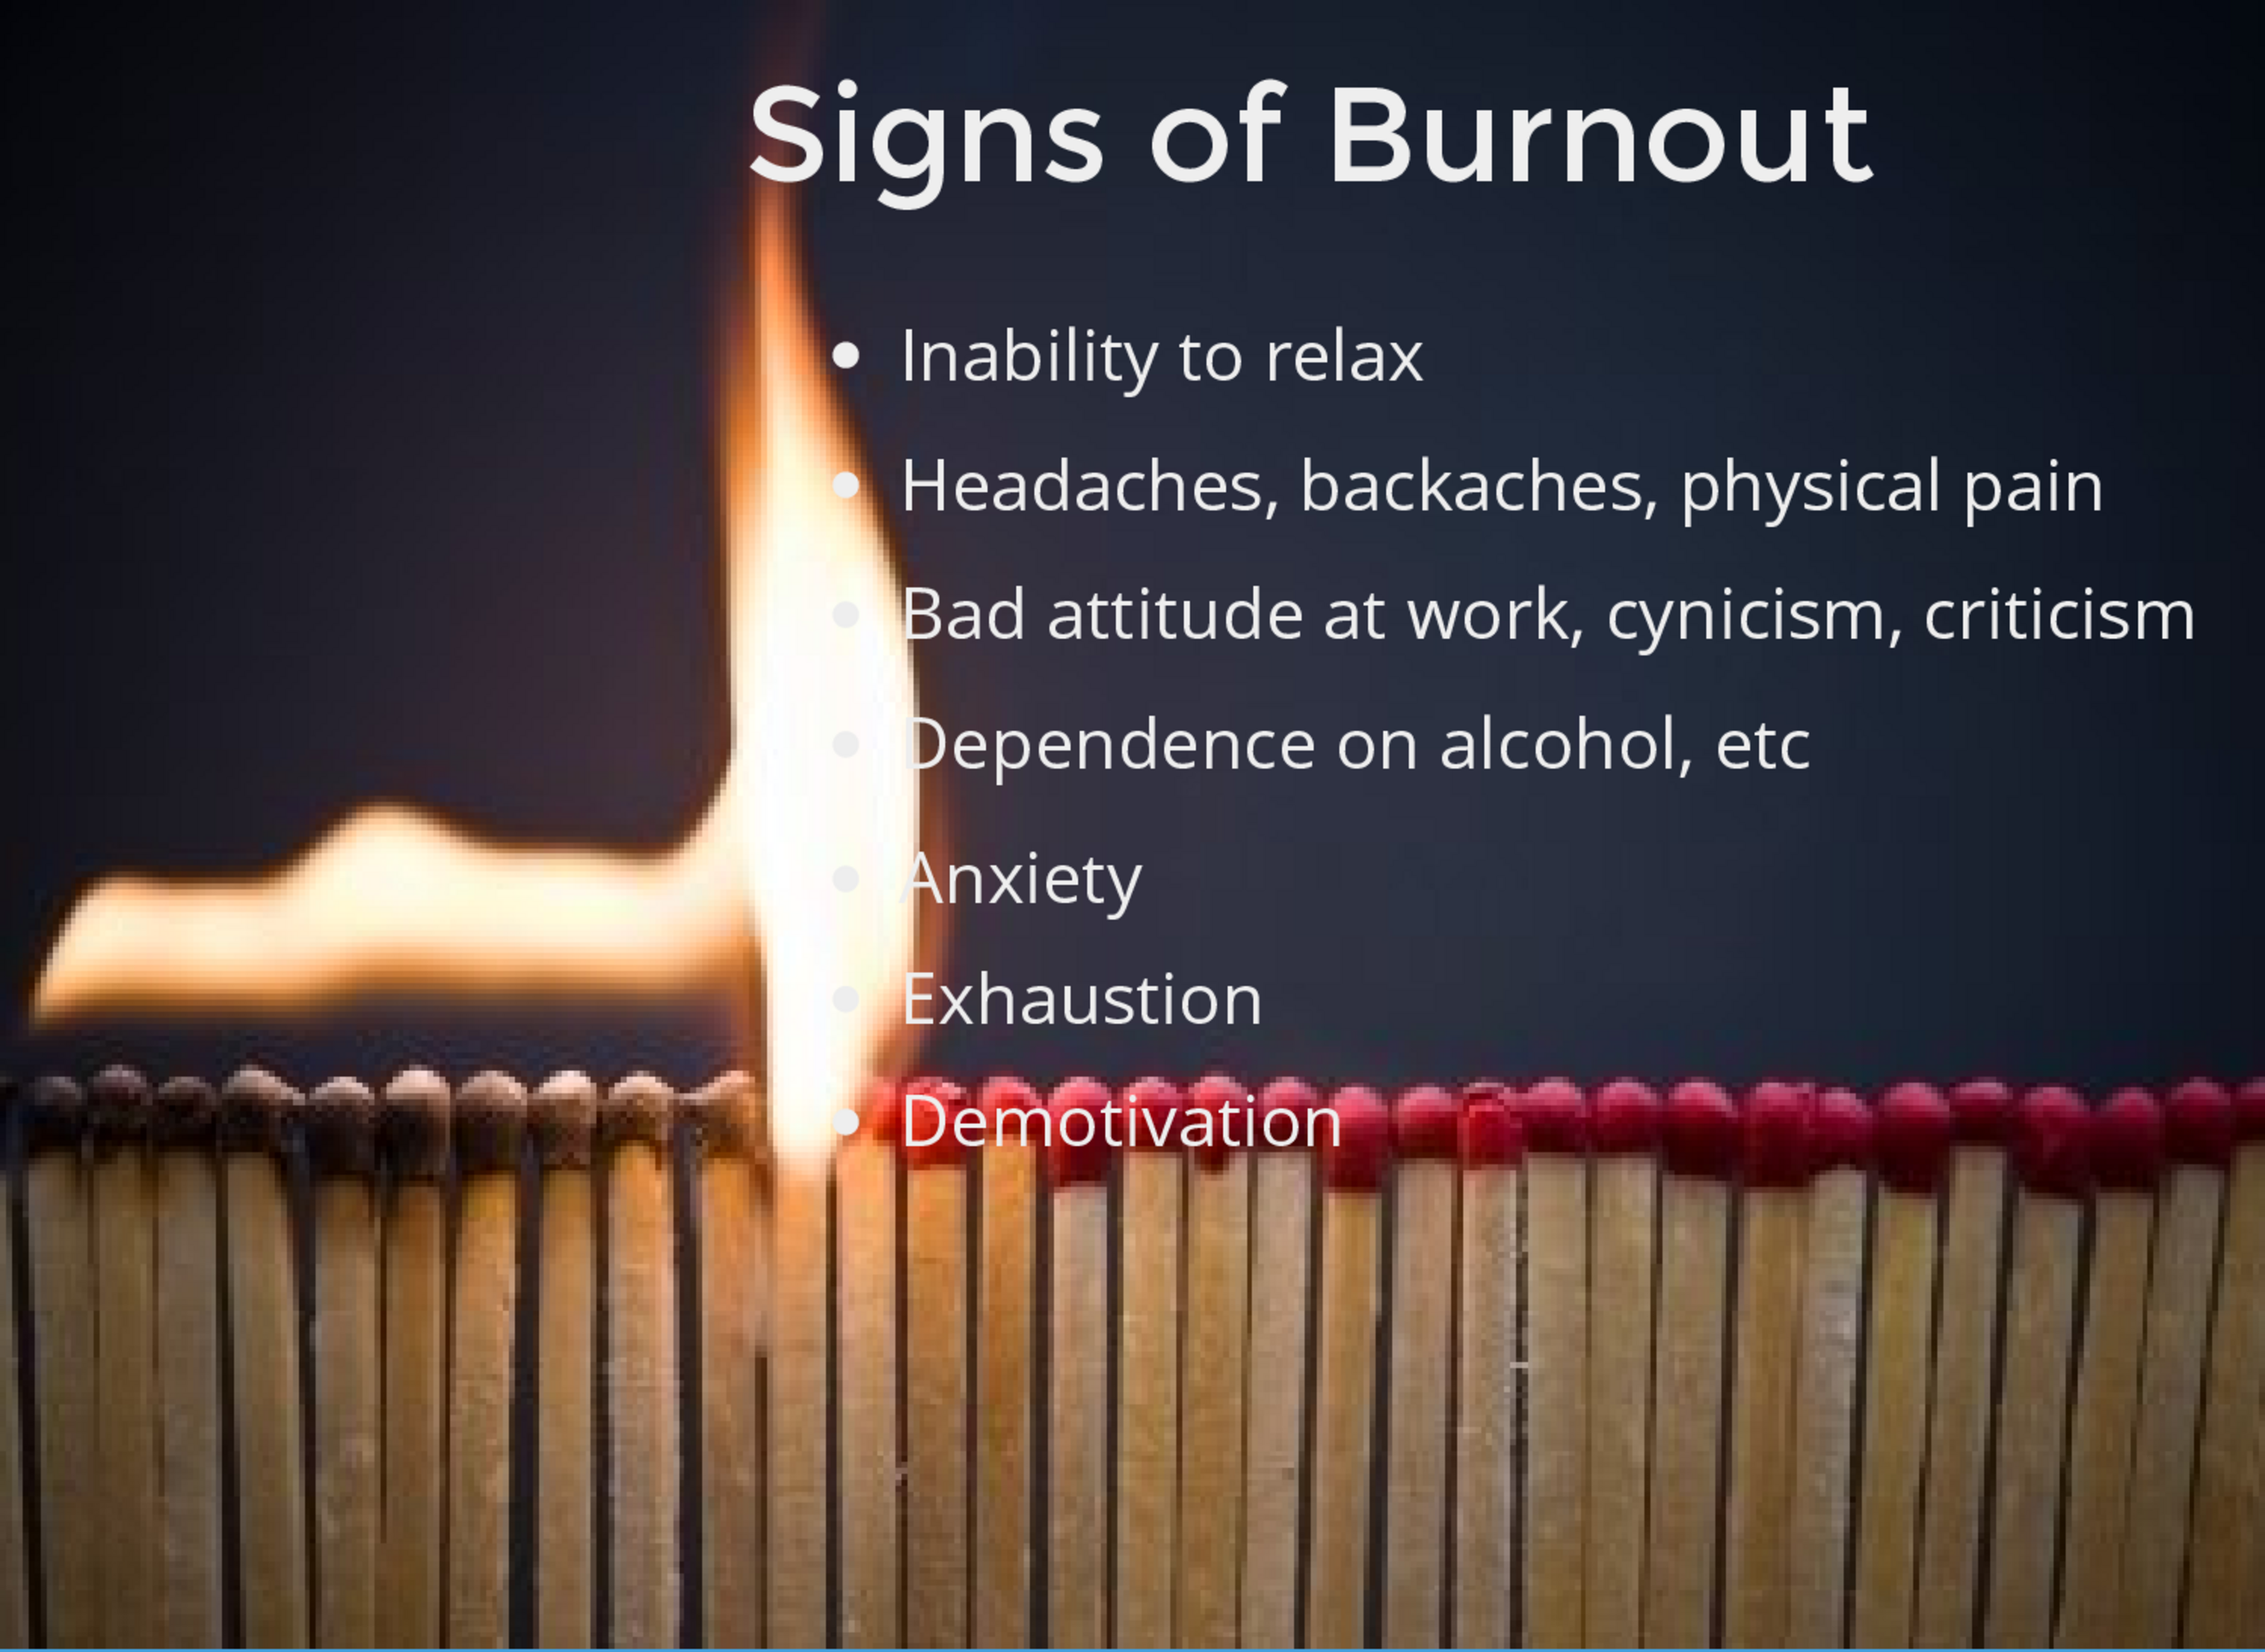 Signs of Burnout
• Inability to relax
• Headaches, backaches, physical pain
• Bad attitude at work, cynicism, criticism
• Dependence on alcohol, etc
• Anxiety
• Exhaustion
• Demotivation